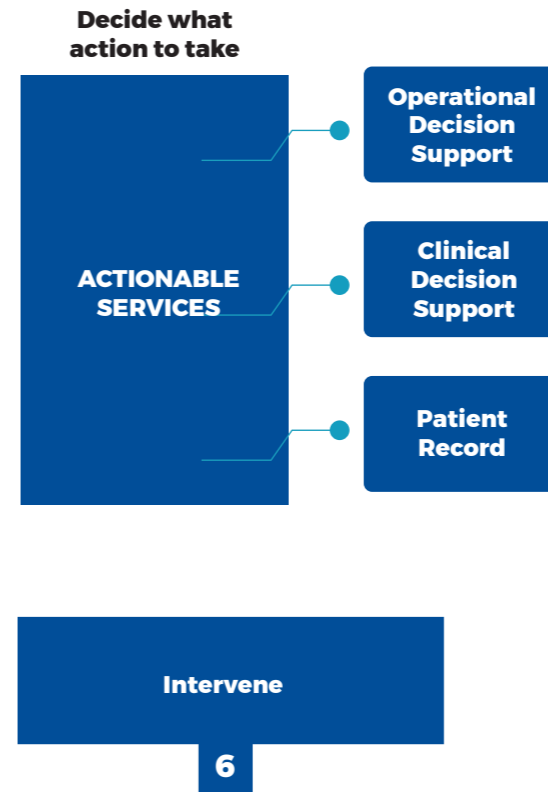 Decide what
action to take
Operational
Decision
Support
ACTIONABLE
SERVICES
Clinical
Decision
Support
Patient
Record
Intervene
6